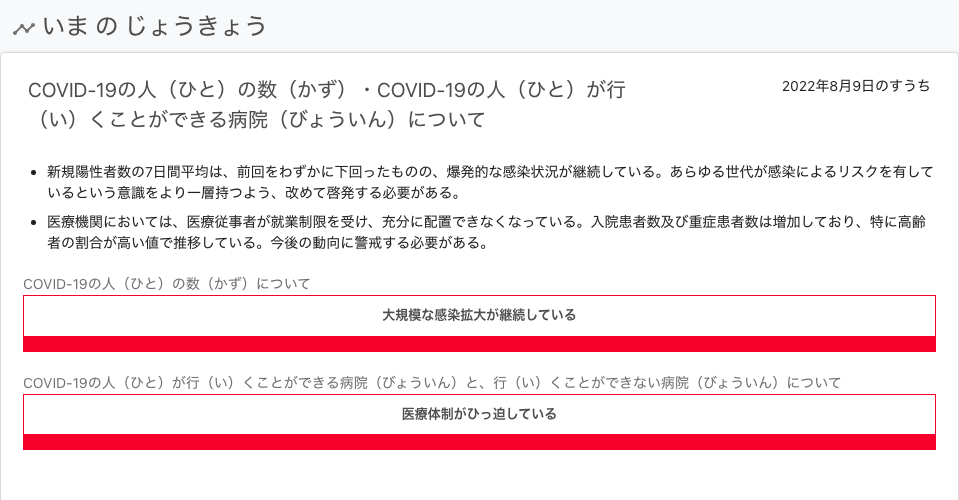 いま の じょうきょう
COVID-19の人（ひと）の数（かず）・COVID-19の人（ひと）が行
（い）くことができる病院（びょういん）について
2022年8月9日のすうち
• 新規陽性者数の7日間平均は、前回をわずかに下回ったものの、爆発的な感染状況が継続している。あらゆる世代が感染によるリスクを有して
いるという意識をより一層持つよう、改めて啓発する必要がある。
• 医療機関においては、医療従事者が就業制限を受け、充分に配置できなくなっている。入院患者数及び重症患者数は増加しており、特に高齢
者の割合が高い値で推移している。今後の動向に警戒する必要がある。
COVID-19の人（ひと）の数（かず）について
大規模な感染拡大が継続している
COVID-19の人（ひと）が行（い）くことができる病院（びょういん）と、行（い）くことができない病院（びょういん）について
医療体制がひっ迫している